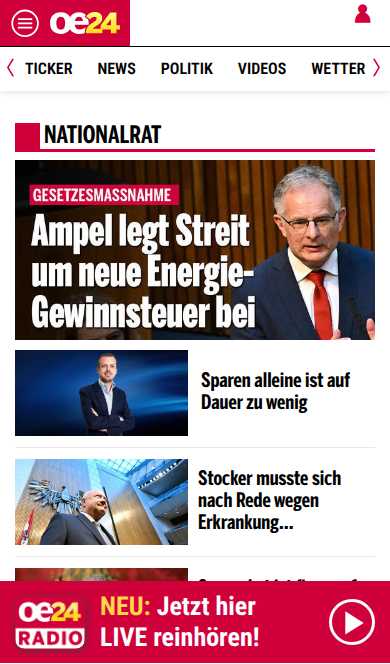 oe24
TICKER NEWS POLITIK VIDEOS WETTER
NATIONALRAT
GESETZESMASSNAHME
Ampel legt Streit
um neue Energie-
Gewinnsteuer bei
Sparen alleine ist auf
Dauer zu wenig
Stocker musste sich
nach Rede wegen
Erkrankung...
oe24
RADIO
NEU: Jetzt hier
LIVE reinhören!